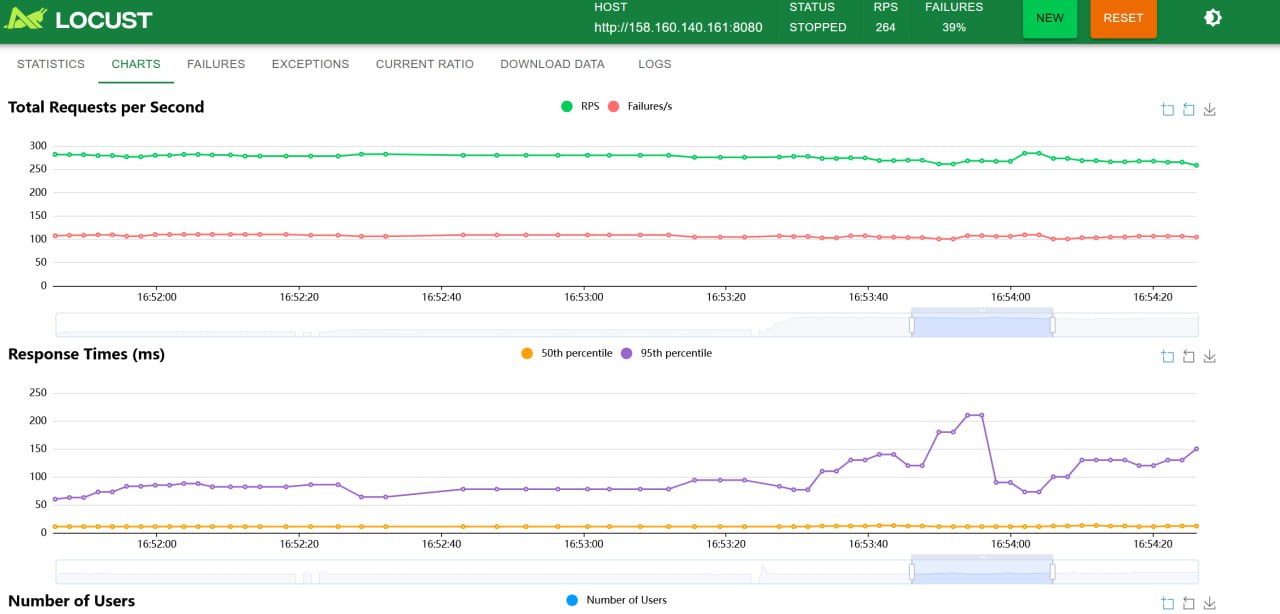 LOCUST
HOST
http://158.160.140.161:8080
STATUS
STOPPED
RPS
264
FAILURES
39%
NEW
RESET
STATISTICS CHARTS FAILURES EXCEPTIONS CURRENT RATIO DOWNLOAD DATA LOGS
Total Requests per Second
RPS Failures/s
300
250
200
150
100
50
0
16:52:00 16:52:20 16:52:40 16:53:00 16:53:20 16:53:40 16:54:00 16:54:20
Response Times (ms)
50th percentile 95th percentile
250
200
150
100
50
0
16:52:00 16:52:20 16:52:40 16:53:00 16:53:20 16:53:40 16:54:00 16:54:20
Number of Users
Number of Users